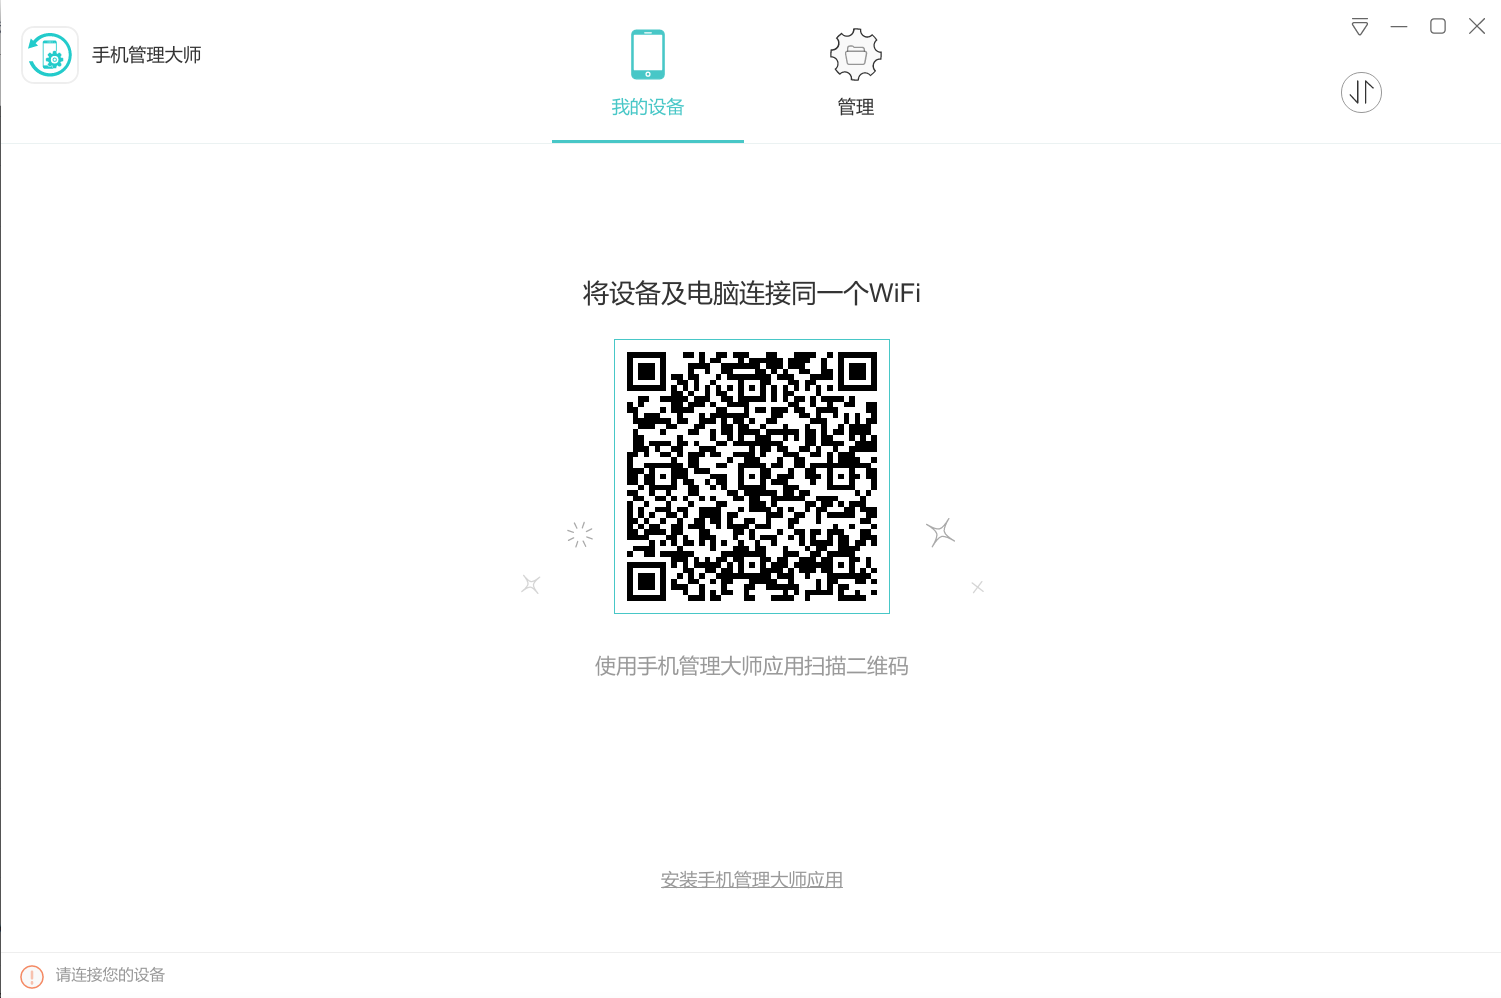 手机管理大师
我的设备
管理
将设备及电脑连接同一个WiFi
使用手机管理大师应用扫描二维码
安装手机管理大师应用
请连接您的设备